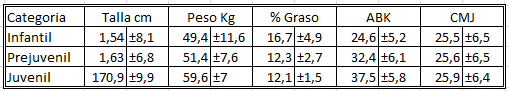 Categoria Talla cm Peso Kg % Graso ABK CMJ
Infantil 1,54 ±8,1 49,4 ±11,6 16,7 ±4,9 24,6 ±5,2 25,5 ±6,5
Prejuvenil 1,63 ±6,8 51,4 ±7,6 12,3 ±2,7 32,4 ±6,1 25,6 ±6,5
Juvenil 170,9 ±9,9 59,6 ±7 12,1 ±1,5 37,5 ±5,8 25,9 ±6,4